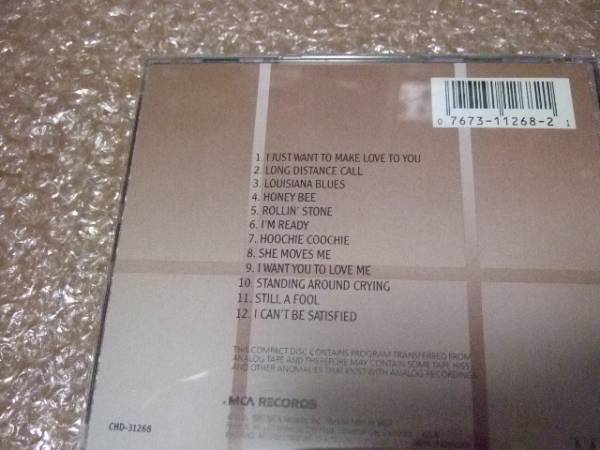 0 7673-11268-2 1
1. I JUST WANT TO MAKE LOVE TO YOU
2. LONG DISTANCE CALL
3. LOUISIANA BLUES
4. HONEY BEE
5. ROLLIN' STONE
6. I'M READY
7. HOOCHIE COOCHIE
8. SHE MOVES ME
9. I WANT YOU TO LOVE ME
10. STANDING AROUND CRYING
11. STILL A FOOL
12. I CAN'T BE SATISFIED
THIS COMPACT DISC CONTAINS PROGRAM TRANSFERRED FROM
ANALOG TAPE AND THEREFORE MAY CONTAIN SOME TAPE HISS
AND OTHER ANOMALIES THAT EXIST WITH ANALOG RECORDINGS
MCA RECORDS
CHD-31268